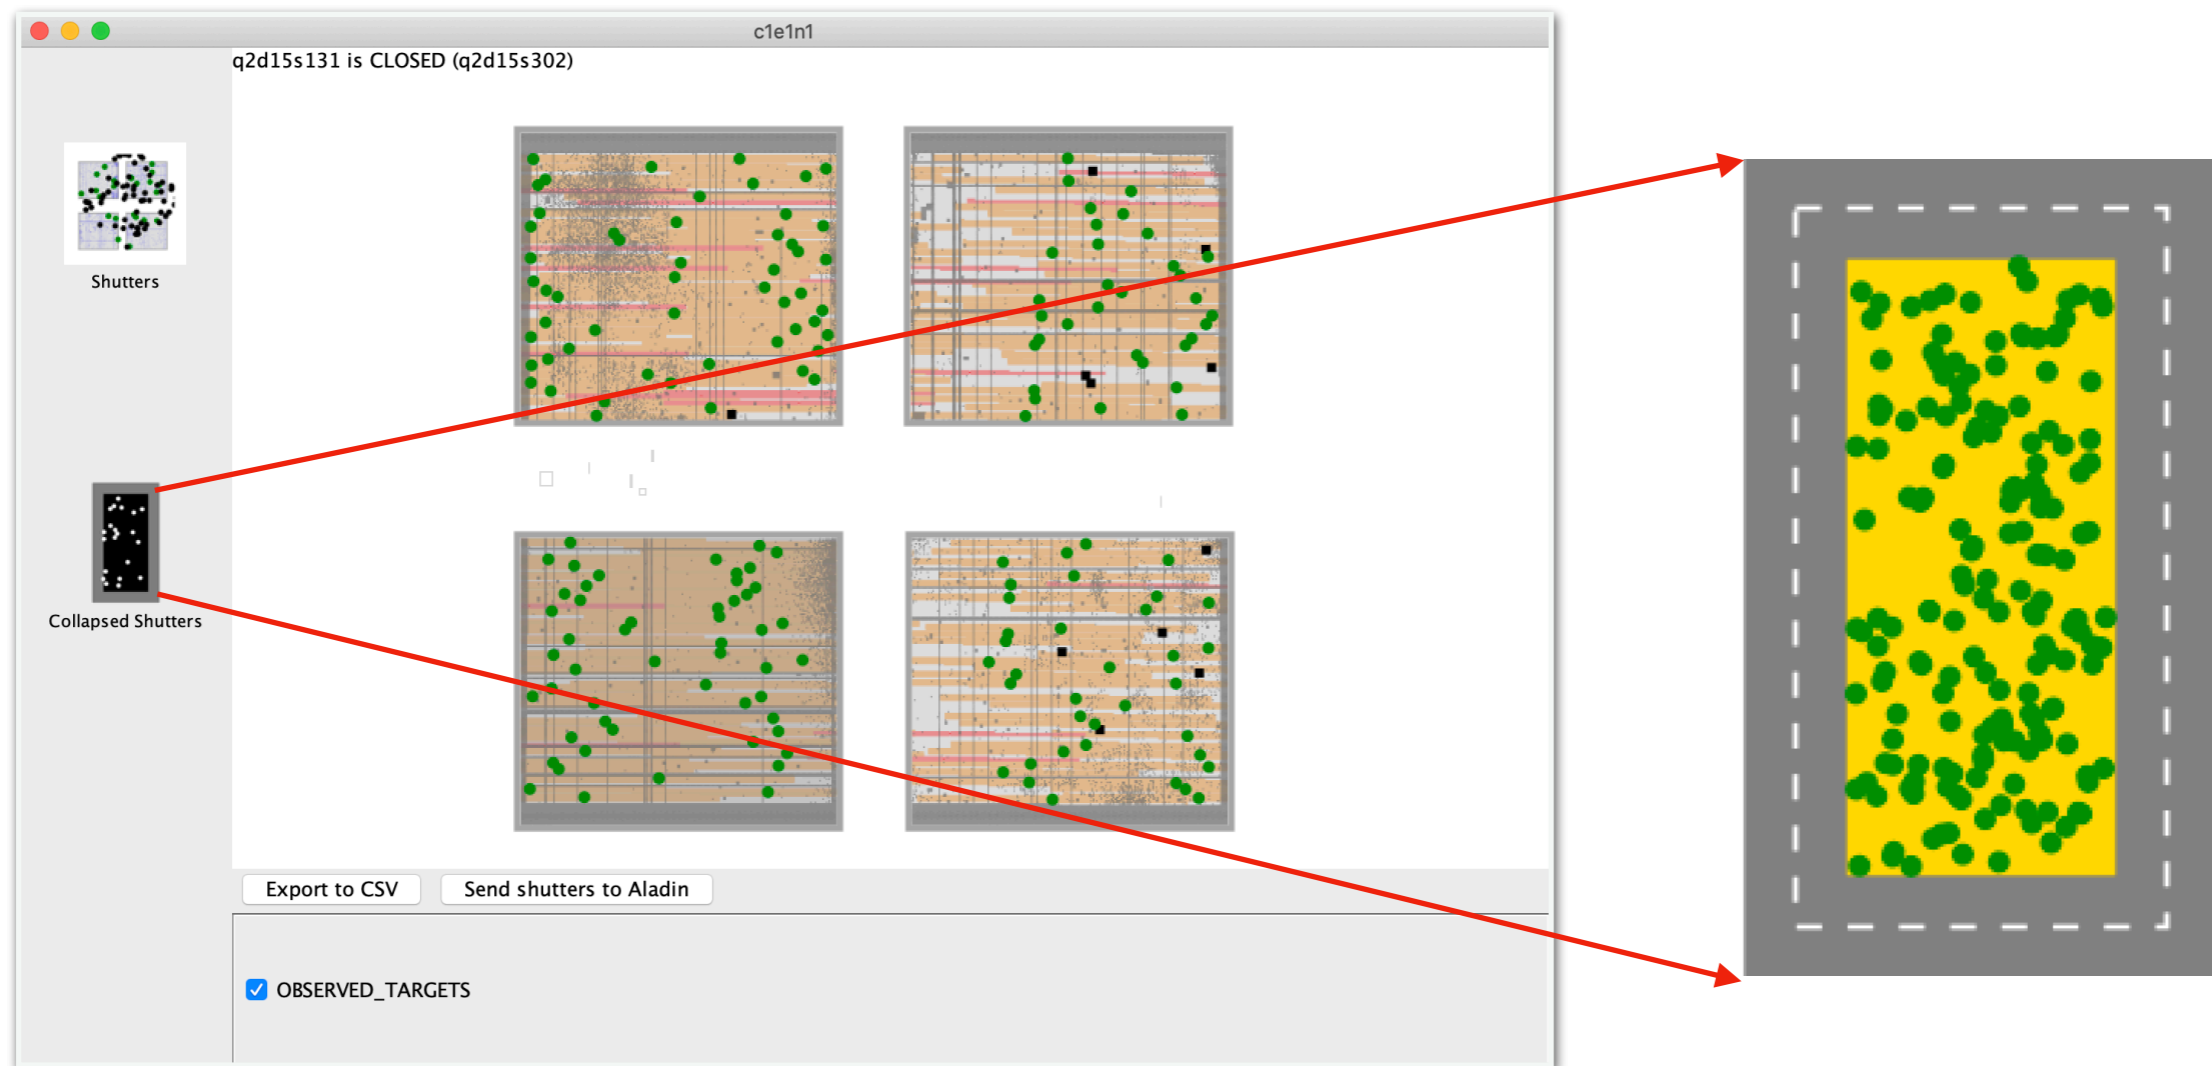 c1e1n1
q2d15s131 is CLOSED (q2d15s302)
Shutters
Collapsed Shutters
Export to CSV
Send shutters to Aladin
OBSERVED_TARGETS